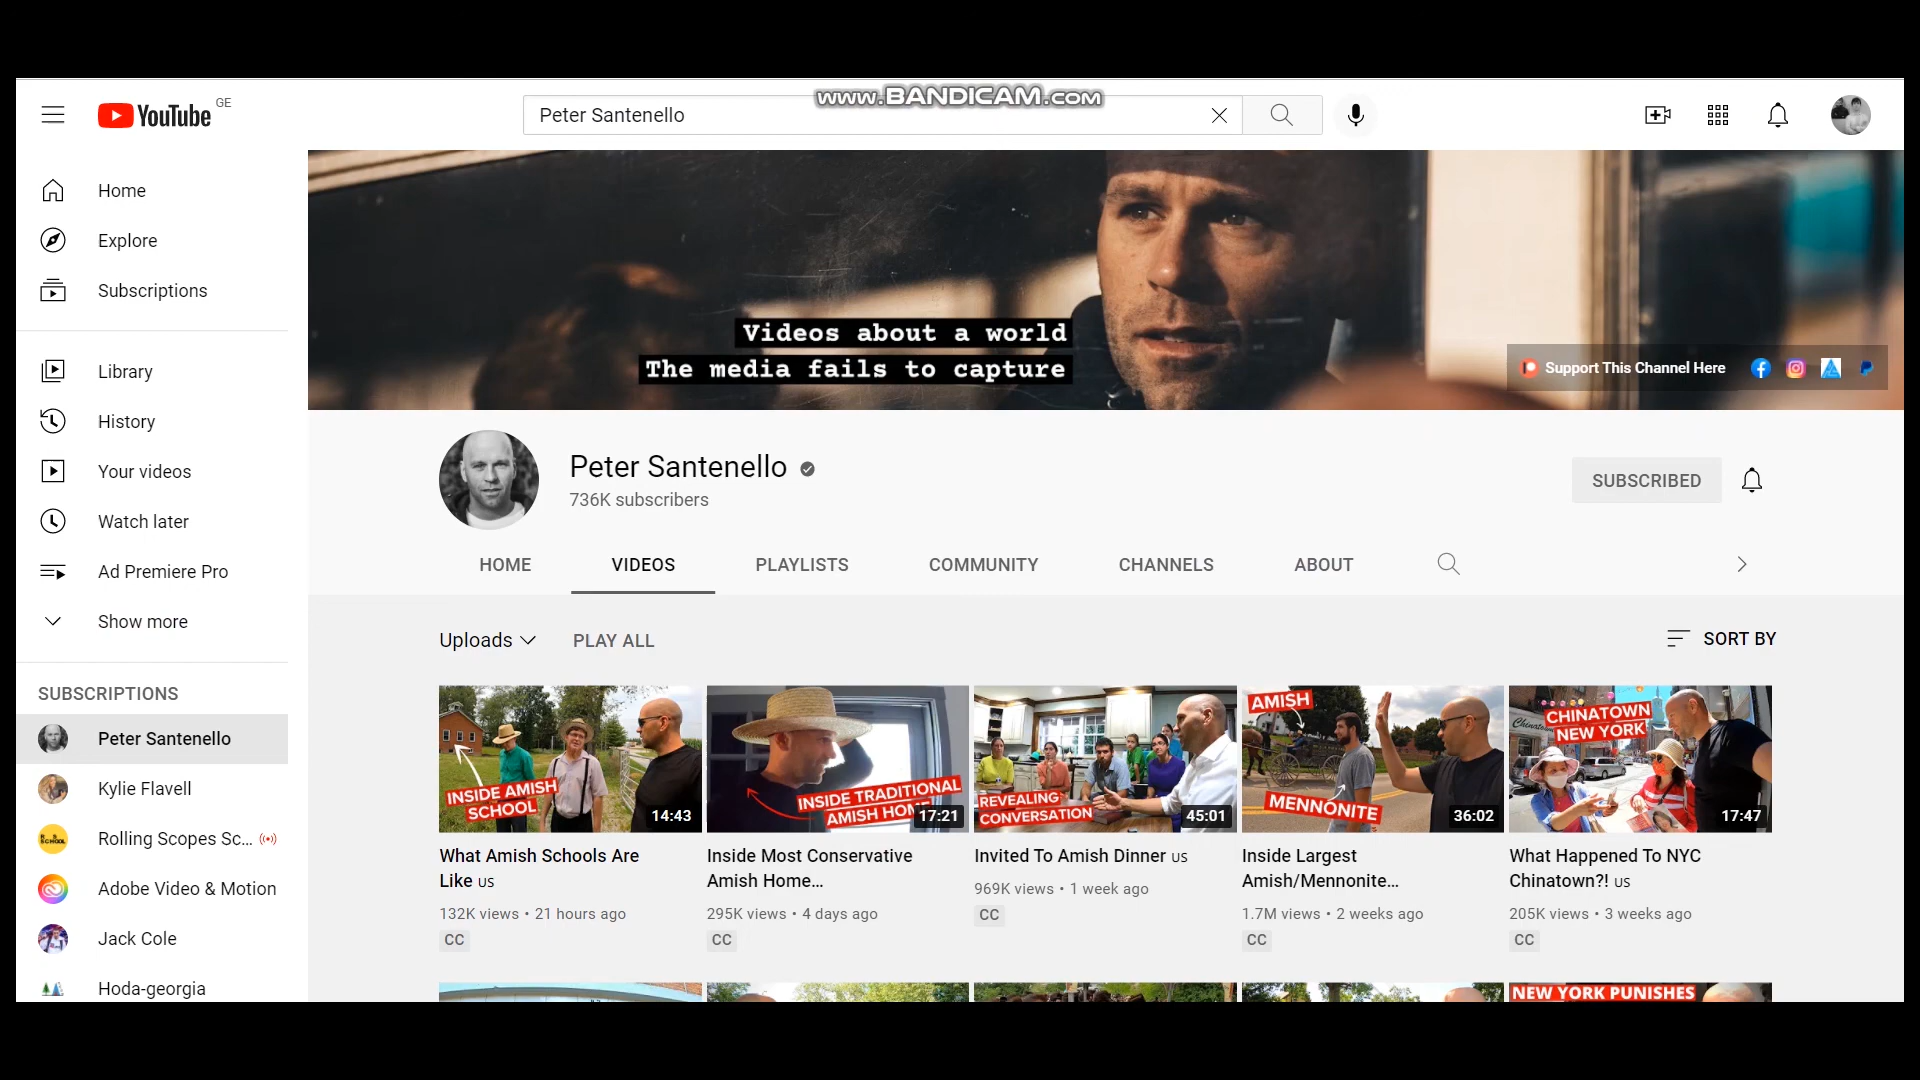 www.BANDICAM.com
YouTube GE
Peter Santenello
Home
Explore
Subscriptions
Library
History
Your videos
Watch later
Ad Premiere Pro
Show more
SUBSCRIPTIONS
Peter Santenello
Kylie Flavell
Rolling Scopes Sc...
Adobe Video & Motion
Jack Cole
Hoda-georgia
Videos about a world
The media fails to capture
Support This Channel Here
Peter Santenello
736K subscribers
SUBSCRIBED
HOME VIDEOS PLAYLISTS COMMUNITY CHANNELS ABOUT
Uploads PLAY ALL SORT BY
INSIDE AMISH
SCHOOL
14:43
What Amish Schools Are
Like US
132K views • 21 hours ago
CC
INSIDE TRADITIONAL
AMISH HOM
17:21
Inside Most Conservative
Amish Home...
295K views • 4 days ago
CC
REVEALING
CONVERSATION
45:01
Invited To Amish Dinner US
969K views • 1 week ago
CC
AMISH
MENNONITE
36:02
Inside Largest
Amish/Mennonite...
1.7M views • 2 weeks ago
CC
CHINATOWN
NEW YORK
17:47
What Happened To NYC
Chinatown?! US
205K views • 3 weeks ago
CC
NEW YORK PUNISHES